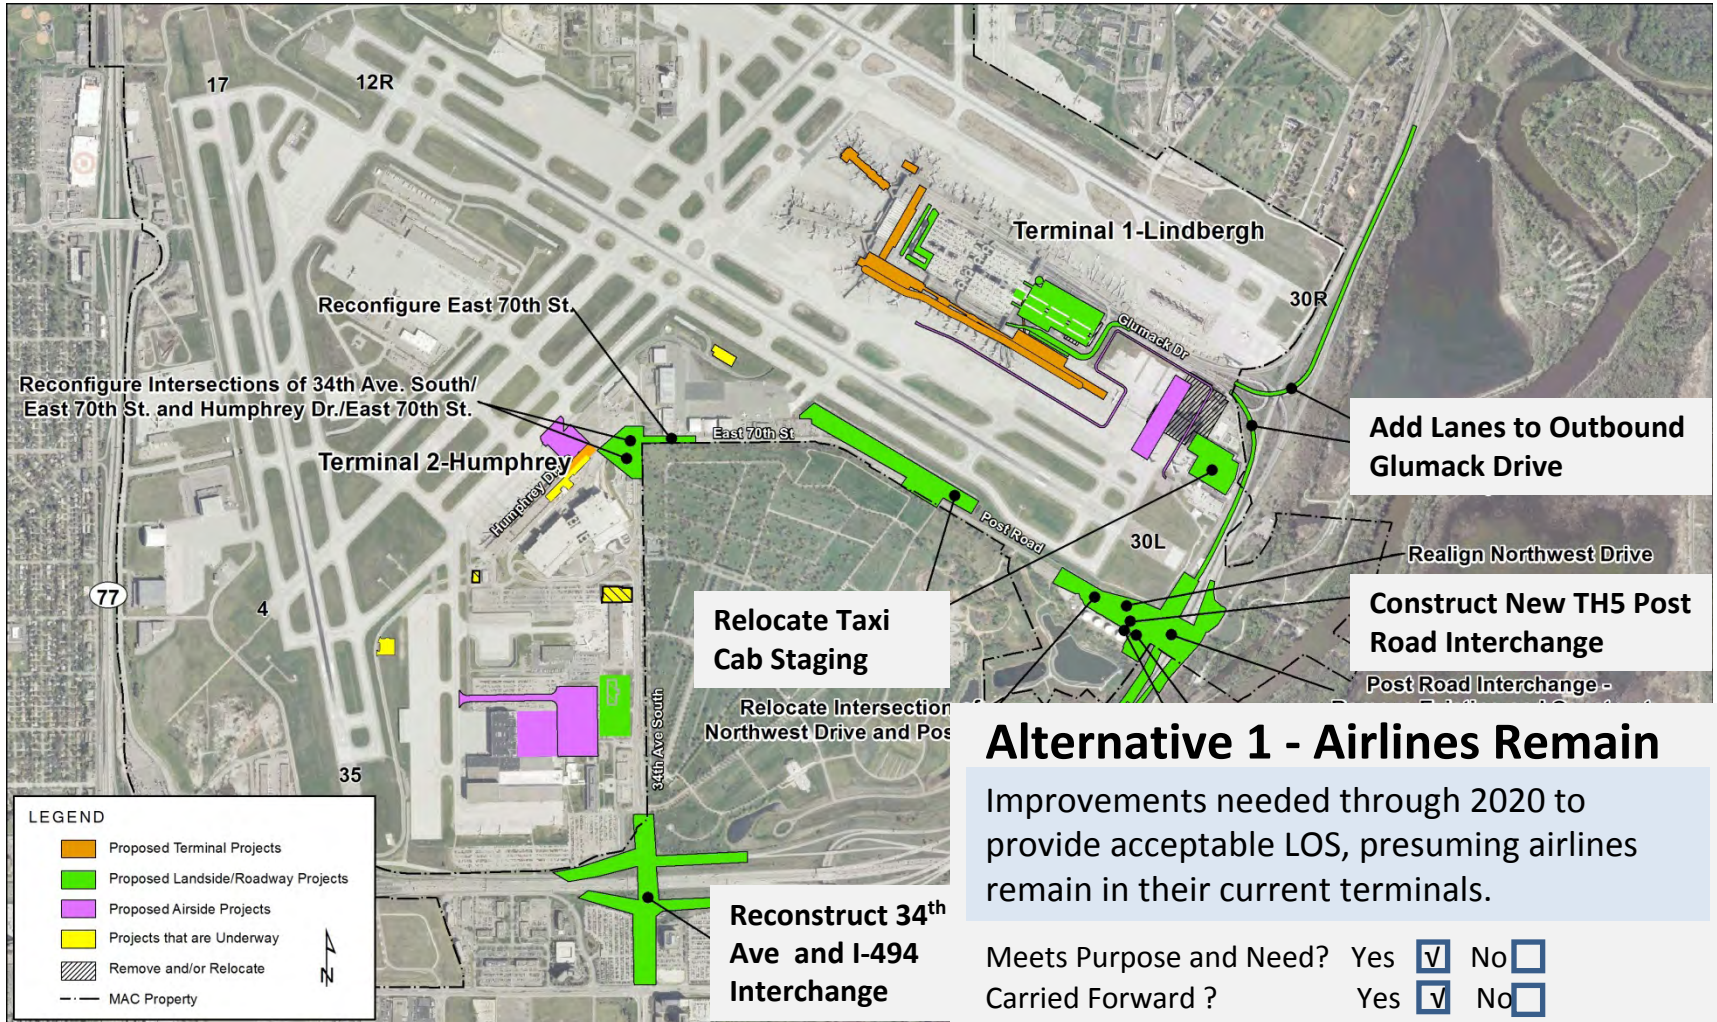 17
12R
Terminal 1-Lindbergh
30R
Reconfigure East 70th St.
Glumack Dr
Reconfigure Intersections of 34th Ave. South/
East 70th St. and Humphrey Dr./East 70th St.
East 70th St
Add Lanes to Outbound
Glumack Drive
Terminal 2-Humphrey
Humphrey Dr
Post Road
30L
Realign Northwest Drive
77
4
Relocate Taxi
Cab Staging
Construct New TH5 Post
Road Interchange
Post Road Interchange -
34th Ave South
Relocate Intersection
Northwest Drive and Pos
35
Alternative 1 - Airlines Remain
Improvements needed through 2020 to
provide acceptable LOS, presuming airlines
remain in their current terminals.
LEGEND
Proposed Terminal Projects
Proposed Landside/Roadway Projects
Proposed Airside Projects
Projects that are Underway
Remove and/or Relocate
MAC Property
N
Reconstruct 34th
Ave and I-494
Interchange
Meets Purpose and Need? Yes √ No
Carried Forward ? Yes √ No